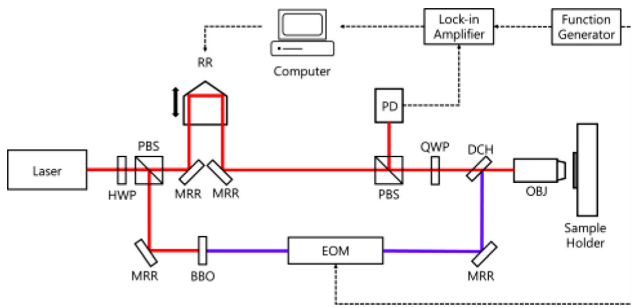 Lock-in
Amplifier
Function
Generator
Computer
RR
PD
PBS
QWP
DCH
Laser
HWP
MRR
MRR
PBS
OBJ
Sample
Holder
MRR
BBO
EOM
MRR